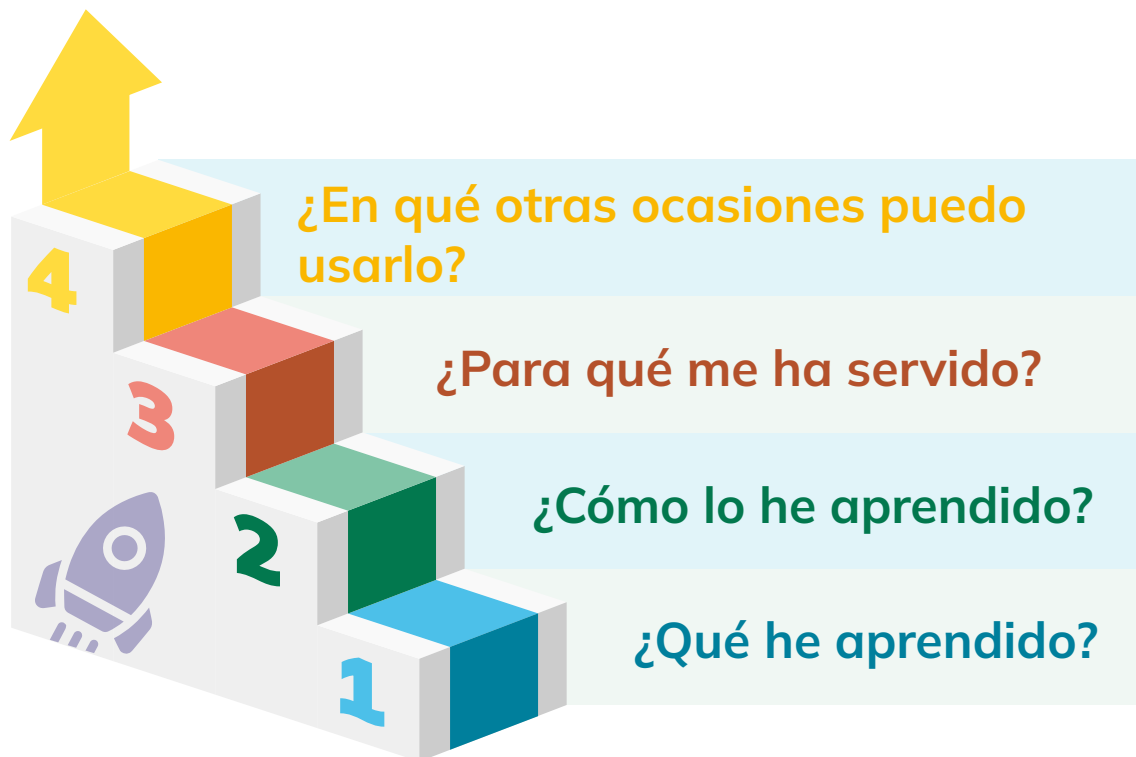 ¿En qué otras ocasiones puedo
usarlo?
4
¿Para qué me ha servido?
3
¿Cómo lo he aprendido?
2
¿Qué he aprendido?
1